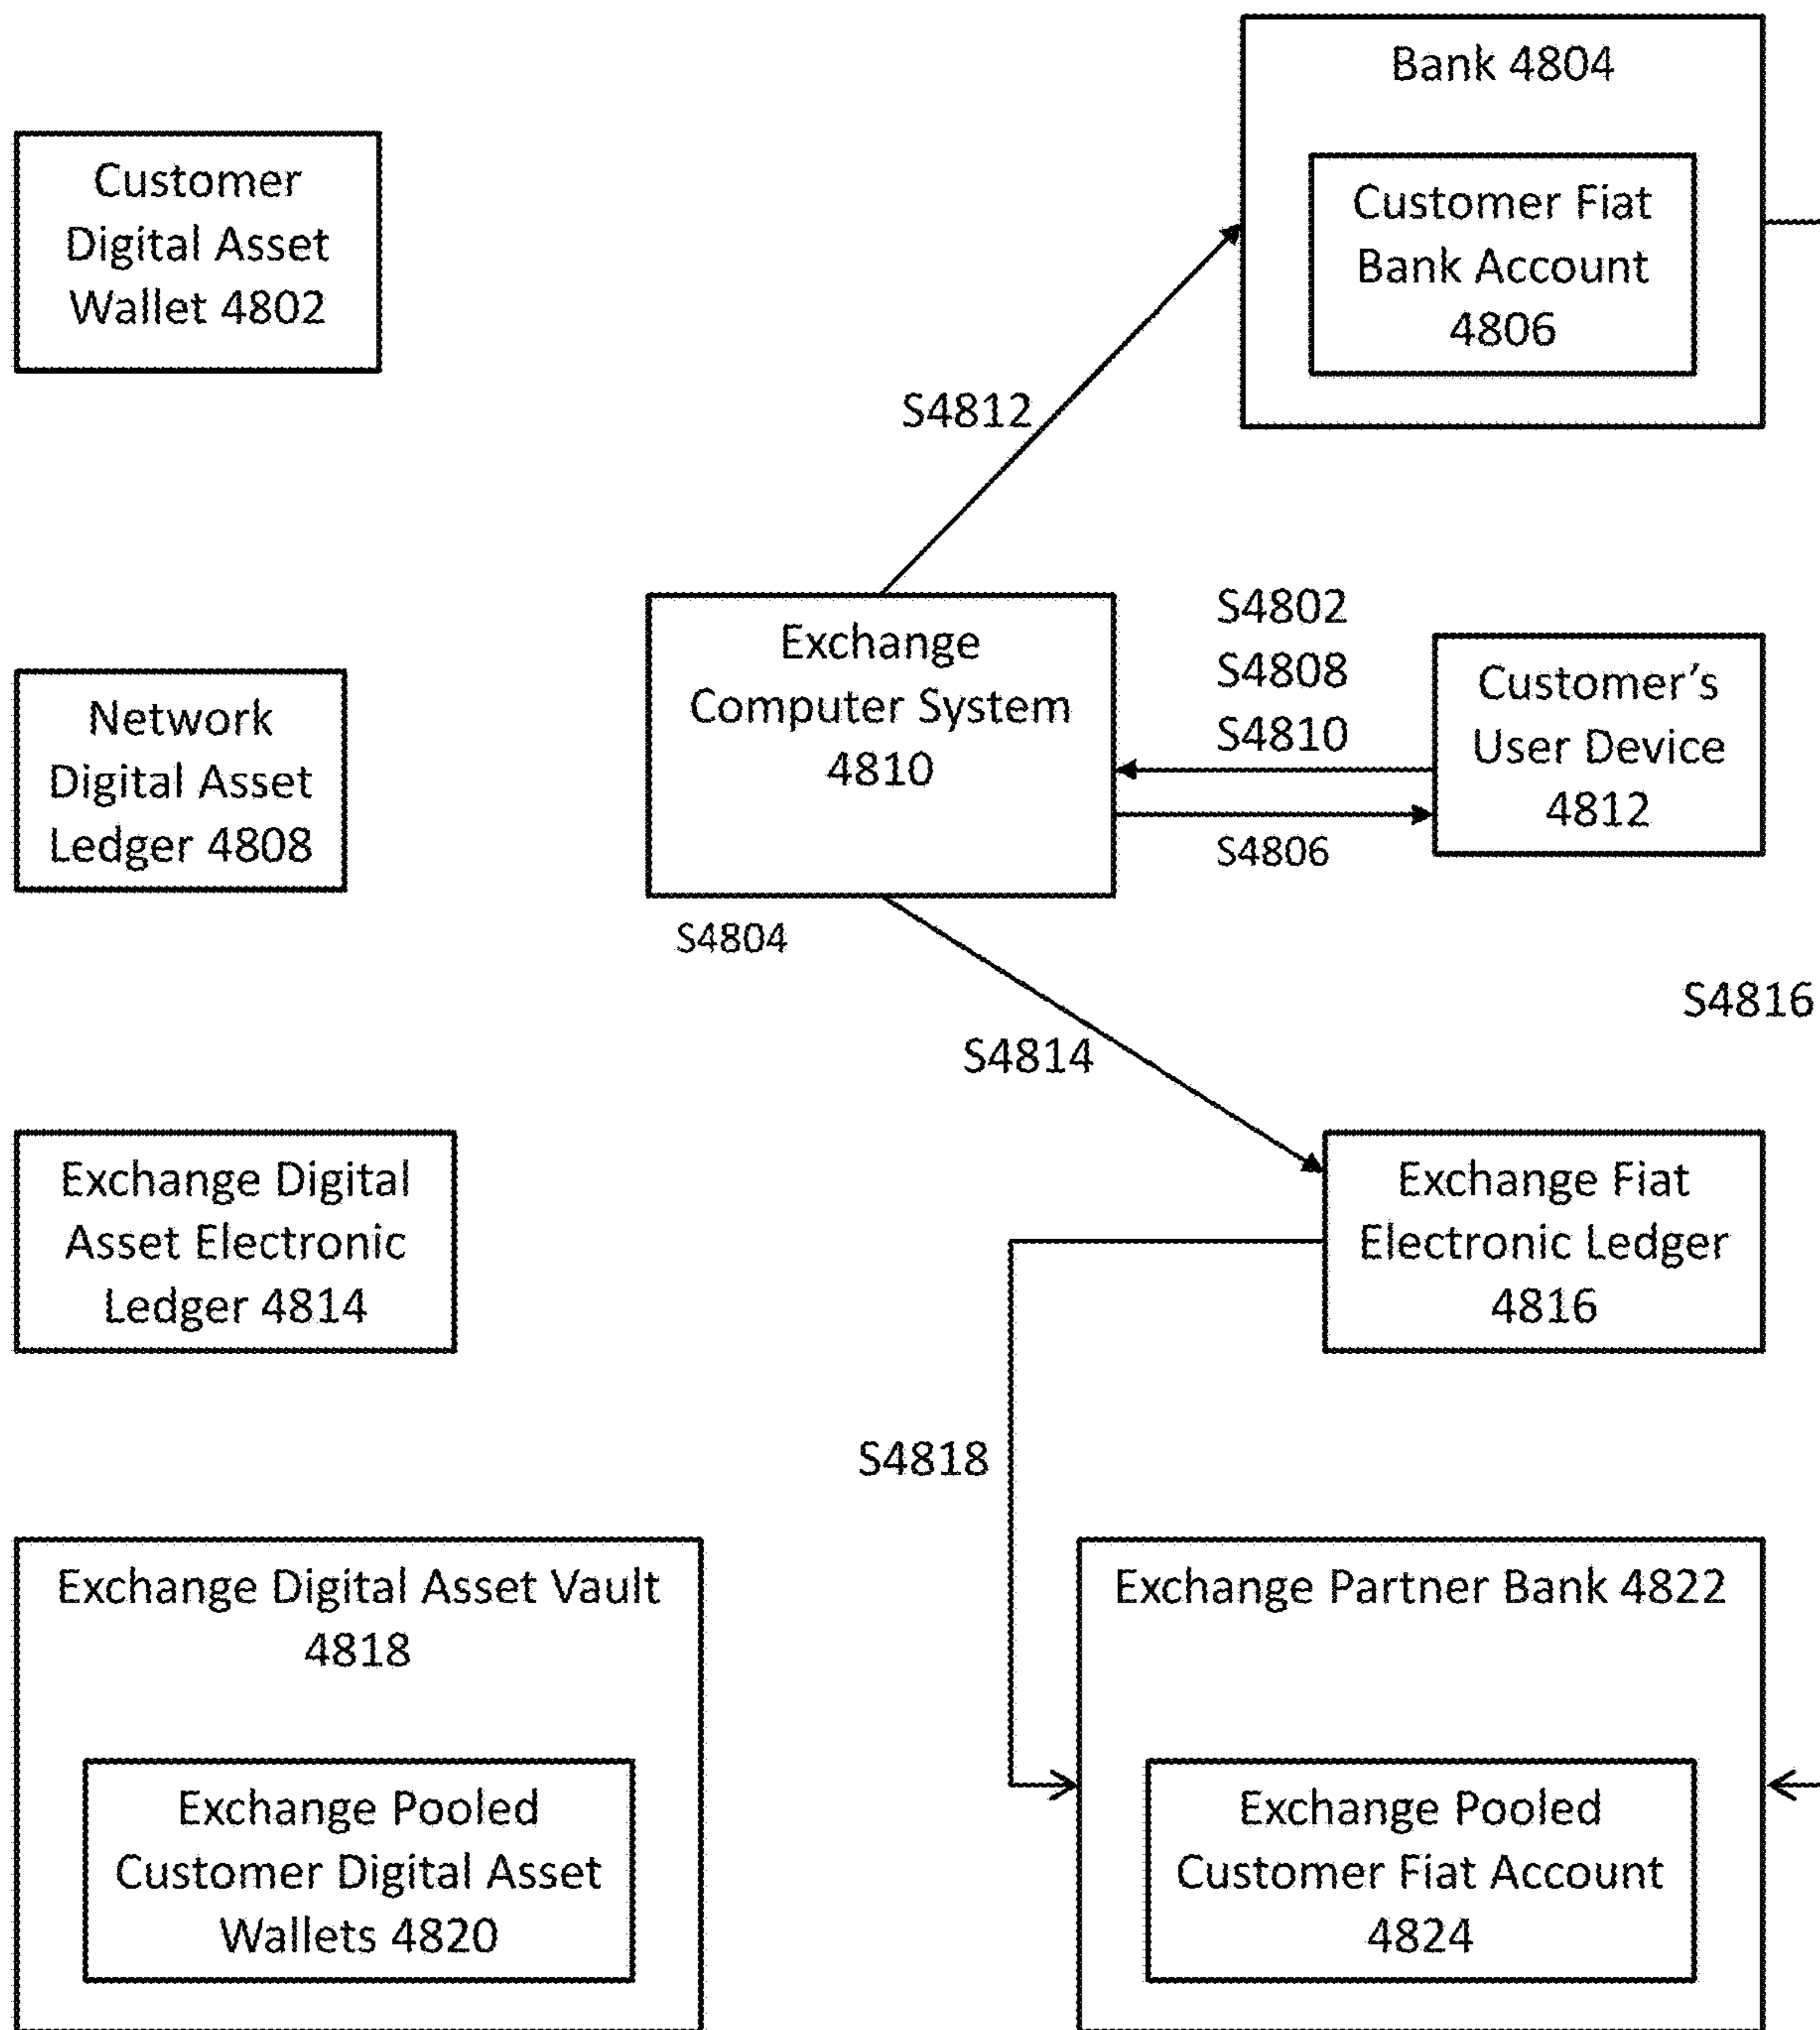 Bank 4804
Customer
Digital Asset
Wallet 4802
Customer Fiat
Bank Account
4806
S4812
Exchange
Computer System
4810
S4802
S4808
S4810
S4806
Customer's
User Device
4812
Network
Digital Asset
Ledger 4808
S4804
S4816
S4814
Exchange Digital
Asset Electronic
Ledger 4814
Exchange Fiat
Electronic Ledger
4816
S4818
Exchange Digital Asset Vault
4818
Exchange Pooled
Customer Digital Asset
Wallets 4820
Exchange Partner Bank 4822
Exchange Pooled
Customer Fiat Account
4824